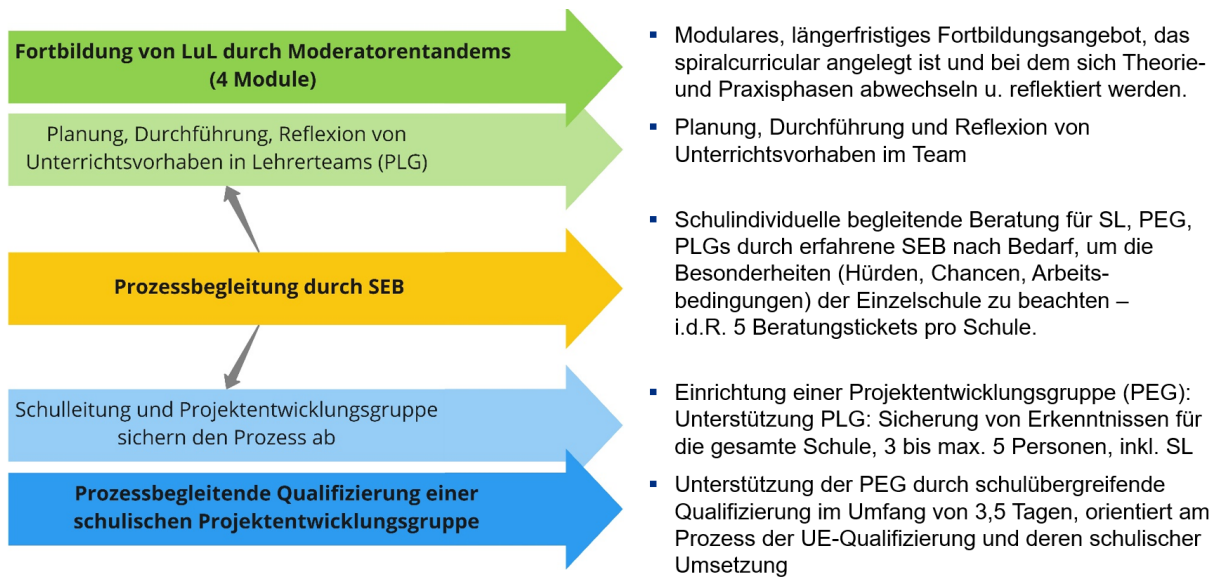 Fortbildung von LuL durch Moderatorentandems
(4 Module)
▪ Modulares, längerfristiges Fortbildungsangebot, das
spiralcurricular angelegt ist und bei dem sich Theorie-
und Praxisphasen abwechseln u. reflektiert werden.
Planung, Durchführung, Reflexion von
Unterrichtsvorhaben in Lehrerteams (PLG)
▪ Planung, Durchführung und Reflexion von
Unterrichtsvorhaben im Team
Prozessbegleitung durch SEB
▪ Schulindividuelle begleitende Beratung für SL, PEG,
PLGs durch erfahrene SEB nach Bedarf, um die
Besonderheiten (Hürden, Chancen, Arbeits-
bedingungen) der Einzelschule zu beachten –
i.d.R. 5 Beratungstickets pro Schule.
Schulleitung und Projektentwicklungsgruppe
sichern den Prozess ab
▪ Einrichtung einer Projektentwicklungsgruppe (PEG):
Unterstützung PLG: Sicherung von Erkenntnissen für
die gesamte Schule, 3 bis max. 5 Personen, inkl. SL
Prozessbegleitende Qualifizierung einer
schulischen Projektentwicklungsgruppe
▪ Unterstützung der PEG durch schulübergreifende
Qualifizierung im Umfang von 3,5 Tagen, orientiert am
Prozess der UE-Qualifizierung und deren schulischer
Umsetzung